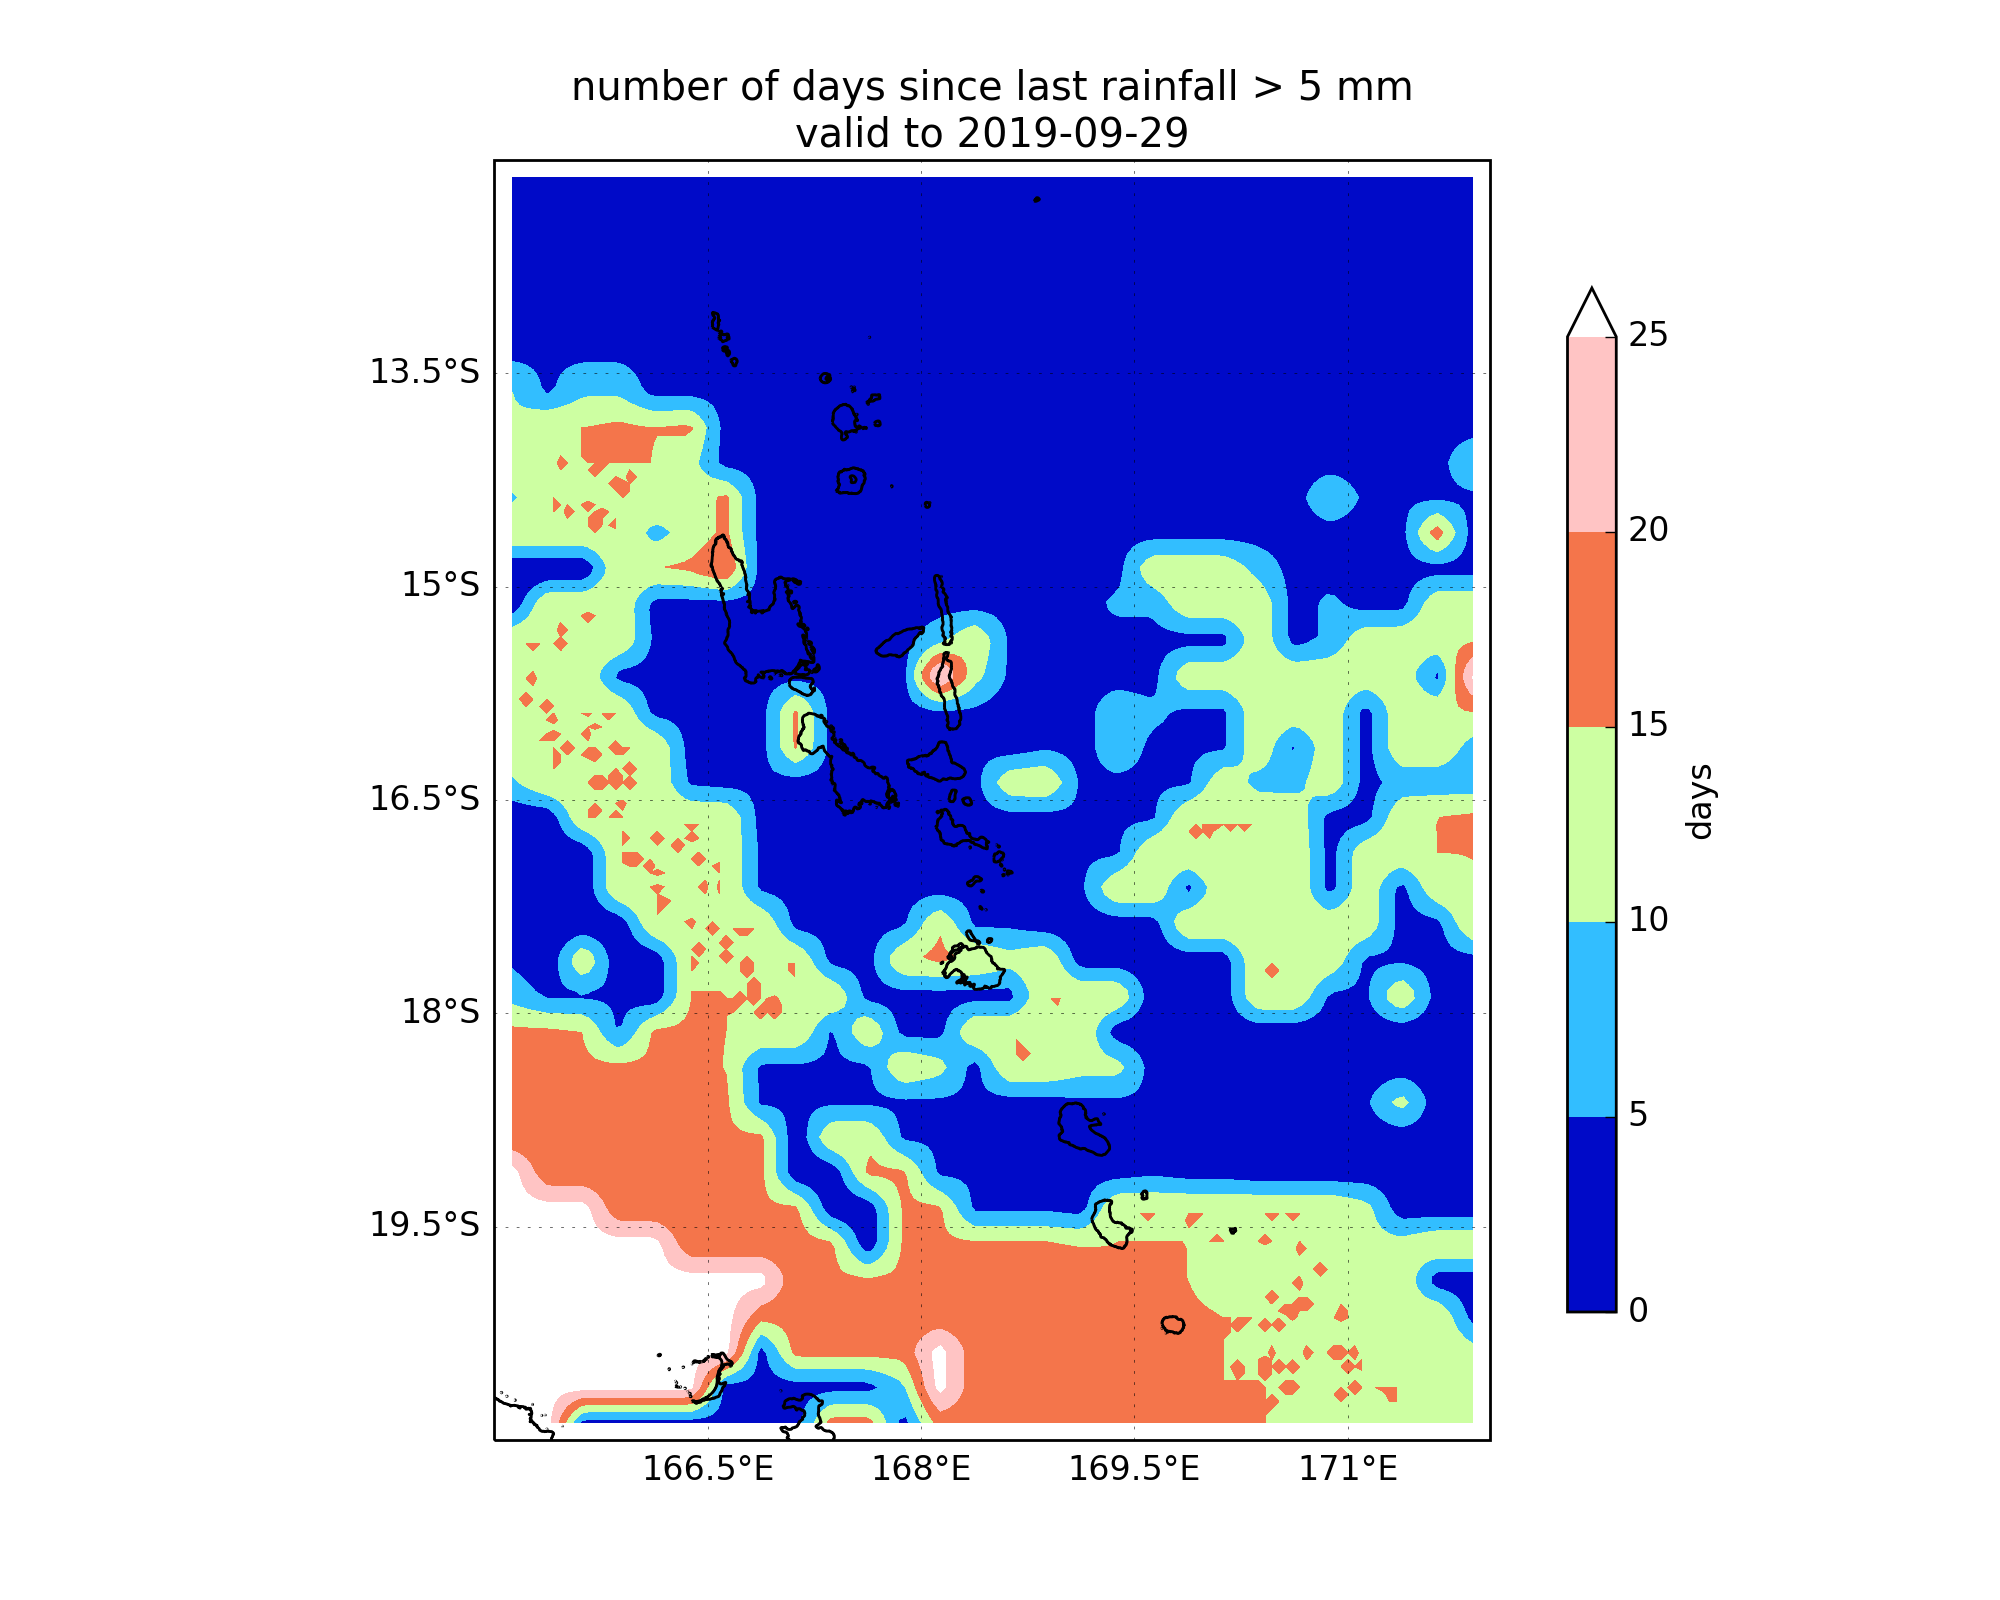 number of days since last rainfall > 5 mm
valid to 2019-09-29
13.5°S
15°S
16.5°S
18°S
19.5°S
166.5°E
168°E
169.5°E
171°E
25
20
15
10
5
0
days